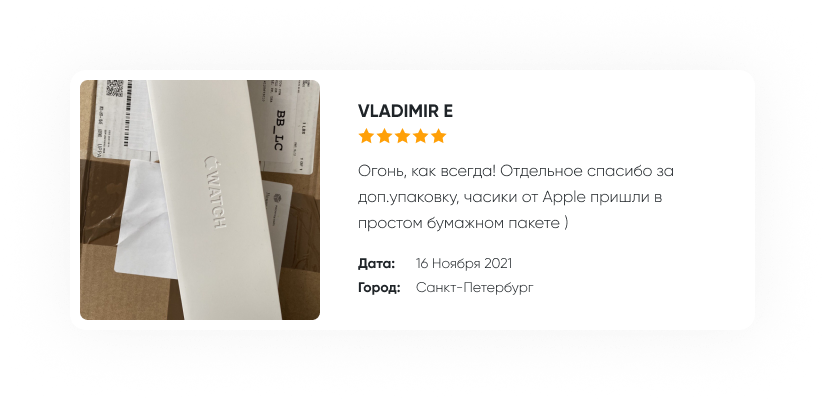 BB_LC
WATCH
VLADIMIR E
Огонь, как всегда! Отдельное спасибо за
доп.упаковку, часики от Apple пришли в
простом бумажном пакете )
Дата: 16 Ноября 2021
Город: Санкт-Петербург